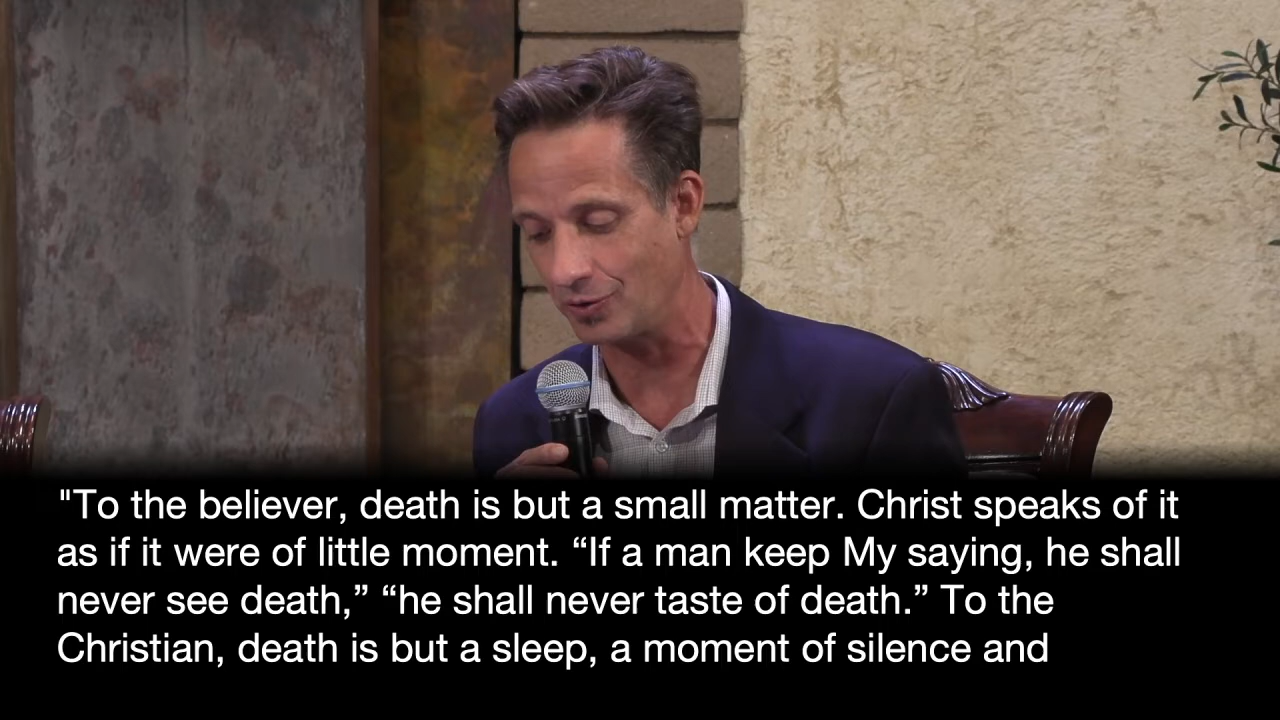 "To the believer, death is but a small matter. Christ speaks of it
as if it were of little moment. “If a man keep My saying, he shall
never see death,” “he shall never taste of death.” To the
Christian, death is but a sleep, a moment of silence and